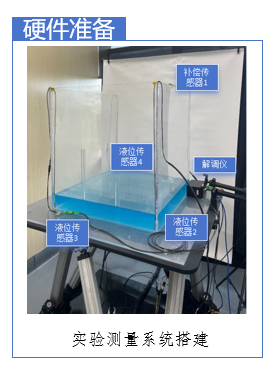 硬件准备
补偿传
感器1
液位传
感器4
解调仪
液位传
感器3
液位传
感器2
实验测量系统搭建